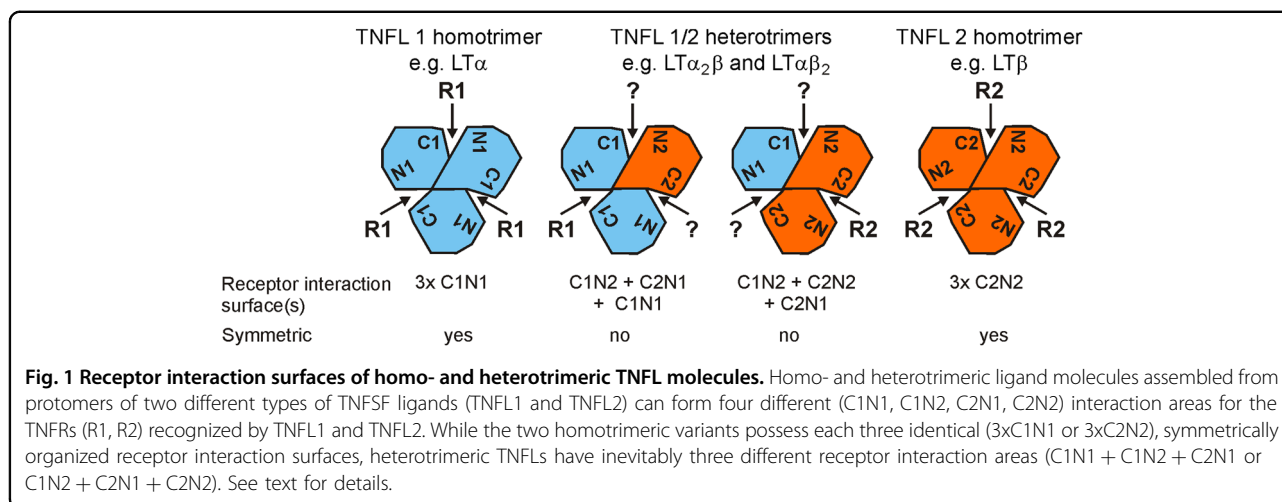 TNFL 1 homotrimer TNFL 1/2 heterotrimers TNFL 2 homotrimer
e.g. LTα e.g. LTα₂β and LTαβ₂ e.g. LTβ
R1 ? ? R2
C1 N1 C1 N2 C1 N2 C2 N2
N1 C1 N1 C2 N1 C2 N2 C2
C1 N1 C1 N1 C2 N2 C2 N2
R1 R1 R1 ? ? R2 R2 R2
Receptor interaction 3x C1N1 C1N2 + C2N1 C1N2 + C2N2 3x C2N2
surface(s) + C1N1 + C2N1
Symmetric yes no no yes
Fig. 1 Receptor interaction surfaces of homo- and heterotrimeric TNFL molecules. Homo- and heterotrimeric ligand molecules assembled from
protomers of two different types of TNFSF ligands (TNFL1 and TNFL2) can form four different (C1N1, C1N2, C2N1, C2N2) interaction areas for the
TNFRs (R1, R2) recognized by TNFL1 and TNFL2. While the two homotrimeric variants possess each three identical (3xC1N1 or 3xC2N2), symmetrically
organized receptor interaction surfaces, heterotrimeric TNFLs have inevitably three different receptor interaction areas (C1N1 + C1N2 + C2N1 or
C1N2 + C2N1 + C2N2). See text for details.